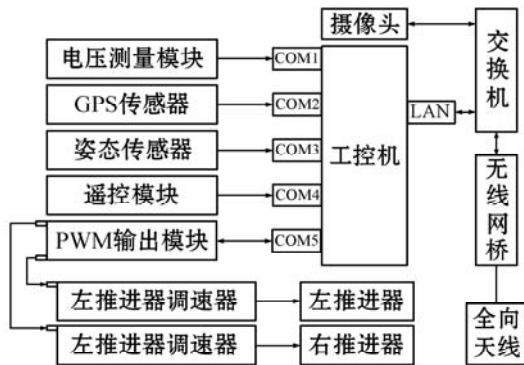 摄像头
电压测量模块
COM1
GPS传感器
COM2
姿态传感器
COM3
遥控模块
COM4
PWM输出模块
COM5
工控机
LAN
交换机
无线网桥
全向
天线
左推进器调速器
左推进器
左推进器调速器
右推进器